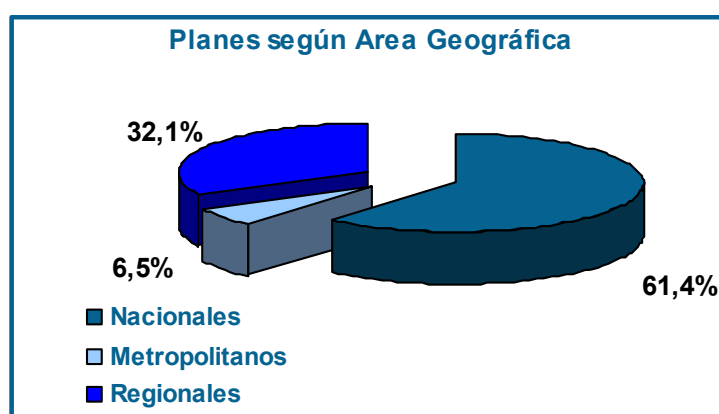 Planes según Area Geográfica
32,1%
6,5%
61,4%
Nacionales
Metropolitanos
Regionales